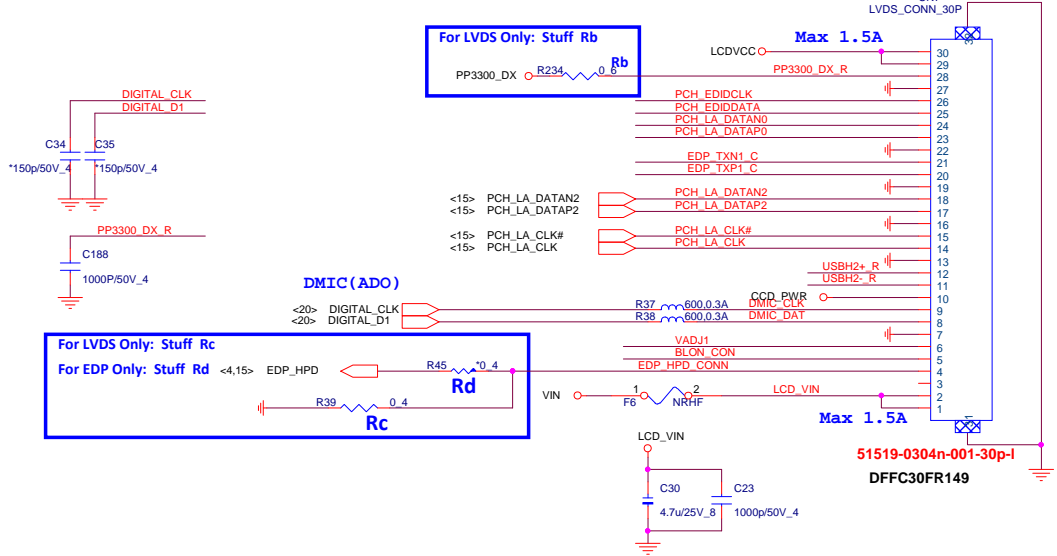 LVDS_CONN_30P
For LVDS Only: Stuff Rb
Rb
PP3300_DX R234 0_6
Max 1.5A
LCDVCC
PP3300_DX_R
PCH_EDIDCLK
PCH_EDIDDATA
PCH_LA_DATAN0
PCH_LA_DATAP0
EDP_TXN1_C
EDP_TXP1_C
<15> PCH_LA_DATAN2 PCH_LA_DATAN2
<15> PCH_LA_DATAP2 PCH_LA_DATAP2
<15> PCH_LA_CLK# PCH_LA_CLK#
<15> PCH_LA_CLK PCH_LA_CLK
USBH2+_R
USBH2-_R
CCD_PWR
30
29
28
27
26
25
24
23
22
21
20
19
18
17
16
15
14
13
12
11
10
9
8
7
6
5
4
3
2
1
31
DIGITAL_CLK
DIGITAL_D1
C34 C35
*150p/50V_4 *150p/50V_4
PP3300_DX_R
C188
1000P/50V_4
DMIC(ADO)
<20> DIGITAL_CLK R37 600,0.3A DMIC_CLK
<20> DIGITAL_D1 R38 600,0.3A DMIC_DAT
For LVDS Only: Stuff Rc
For EDP Only: Stuff Rd <4,15> EDP_HPD R45 *0_4
Rd
R39 0_4
Rc
VADJ1
BLON_CON
EDP_HPD_CONN
VIN 1 2 LCD_VIN
F6 NRHF
Max 1.5A
51519-0304n-001-30p-l
DFFC30FR149
LCD_VIN
C30 C23
4.7u/25V_8 1000p/50V_4